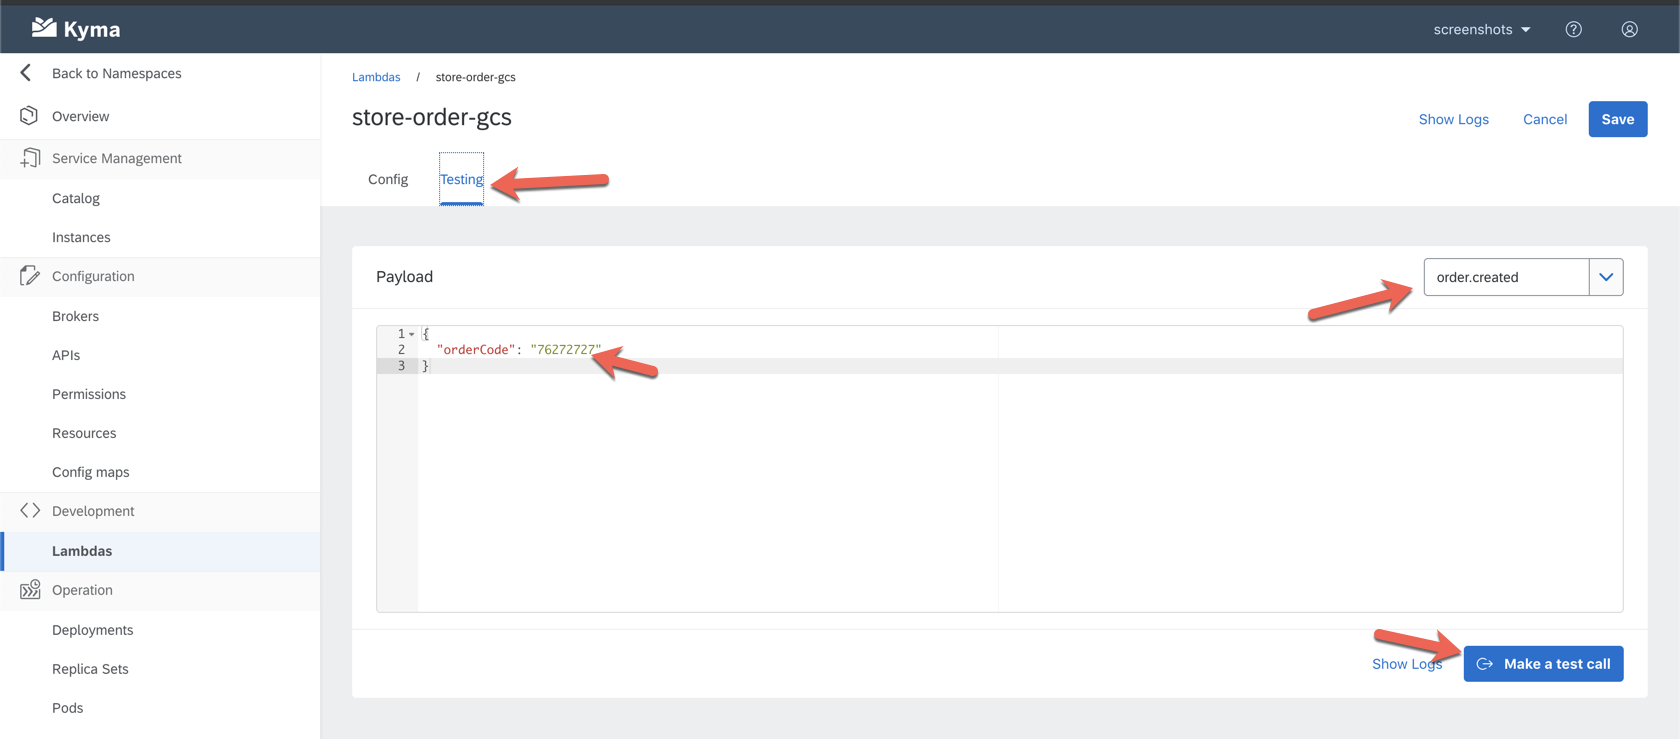 Kyma
screenshots
Back to Namespaces
Overview
Service Management
Catalog
Instances
Configuration
Brokers
APIs
Permissions
Resources
Config maps
Development
Lambdas
Operation
Deployments
Replica Sets
Pods
Lambdas / store-order-gcs
store-order-gcs
Show Logs Cancel Save
Config Testing
Payload
order.created
1 {
2 "orderCode": "76272727"
3 }
Show Logs Make a test call